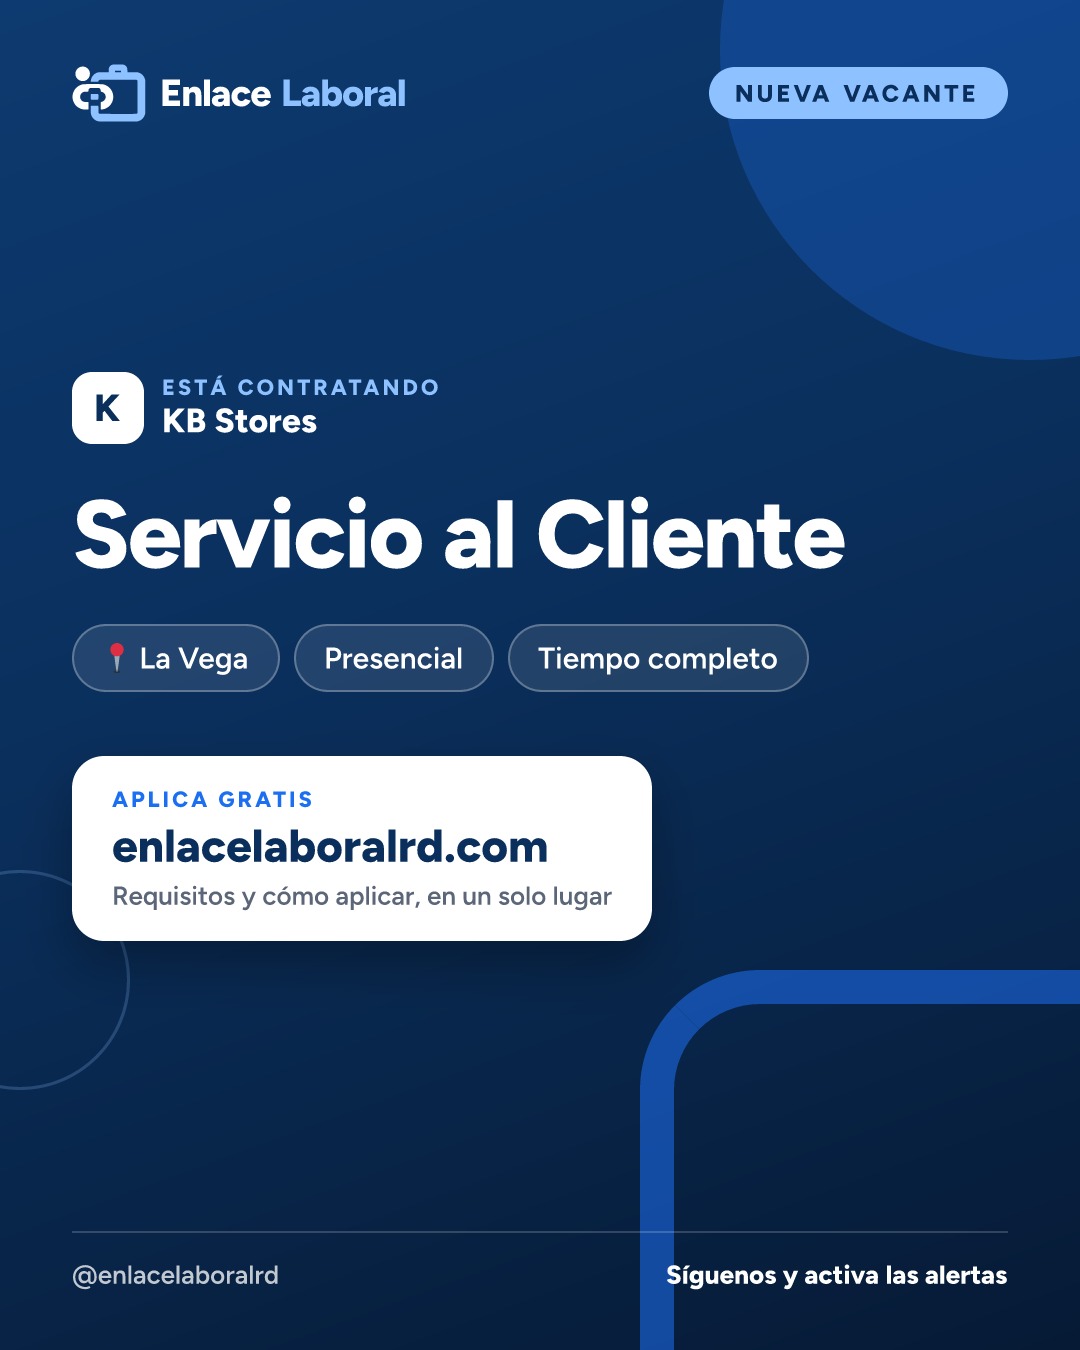 Enlace Laboral
NUEVA VACANTE
K
ESTÁ CONTRATANDO
KB Stores
Servicio al Cliente
La Vega
Presencial
Tiempo completo
APLICA GRATIS
enlacelaboralrd.com
Requisitos y cómo aplicar, en un solo lugar
@enlacelaboralrd
Síguenos y activa las alertas